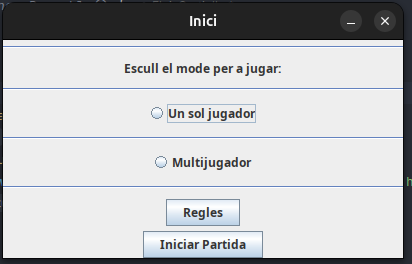 Inici
Escull el mode per a jugar:
Un sol jugador
Multijugador
Regles
Iniciar Partida